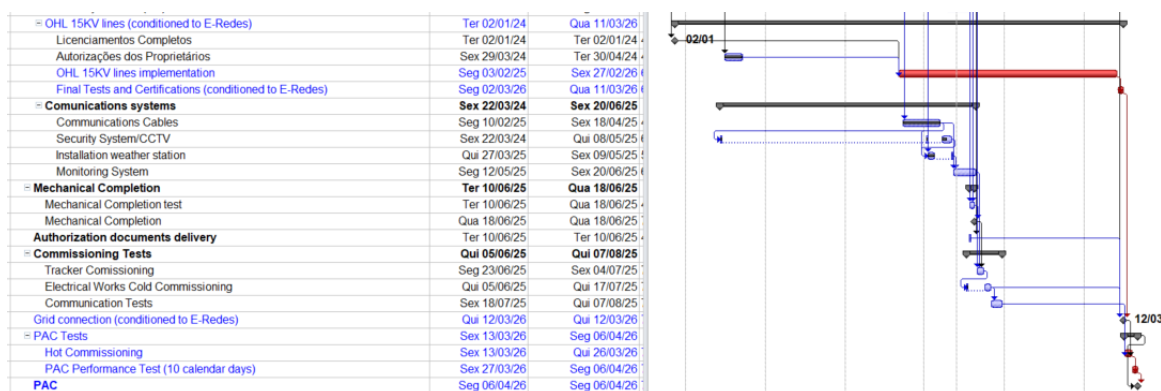 OHL 15KV lines (conditioned to E-Redes) Ter 02/01/24 Qua 11/03/26
Licenciamentos Completos Ter 02/01/24 Ter 02/01/24 02/01
Autorizações dos Proprietários Sex 29/03/24 Ter 30/04/24
OHL 15KV lines implementation Seg 03/02/25 Sex 27/02/26
Final Tests and Certifications (conditioned to E-Redes) Seg 02/03/26 Qua 11/03/26
Comunications systems Sex 22/03/24 Sex 20/06/25
Communications Cables Seg 10/02/25 Sex 18/04/25
Security System/CCTV Sex 22/03/24 Qui 08/05/25
Installation weather station Qui 27/03/25 Sex 09/05/25
Monitoring System Seg 12/05/25 Sex 20/06/25
Mechanical Completion Ter 10/06/25 Qua 18/06/25
Mechanical Completion test Ter 10/06/25 Qua 18/06/25
Mechanical Completion Qua 18/06/25 Qua 18/06/25
Authorization documents delivery Ter 10/06/25 Ter 10/06/25
Commissioning Tests Qui 05/06/25 Qui 07/08/25
Tracker Comissioning Seg 23/06/25 Sex 04/07/25
Electrical Works Cold Commissioning Qui 05/06/25 Qui 17/07/25
Communication Tests Sex 18/07/25 Qui 07/08/25
Grid connection (conditioned to E-Redes) Qui 12/03/26 Qui 12/03/26 12/03
PAC Tests Sex 13/03/26 Seg 06/04/26
Hot Commissioning Sex 13/03/26 Qui 26/03/26
PAC Performance Test (10 calendar days) Sex 27/03/26 Seg 06/04/26
PAC Seg 06/04/26 Seg 06/04/26